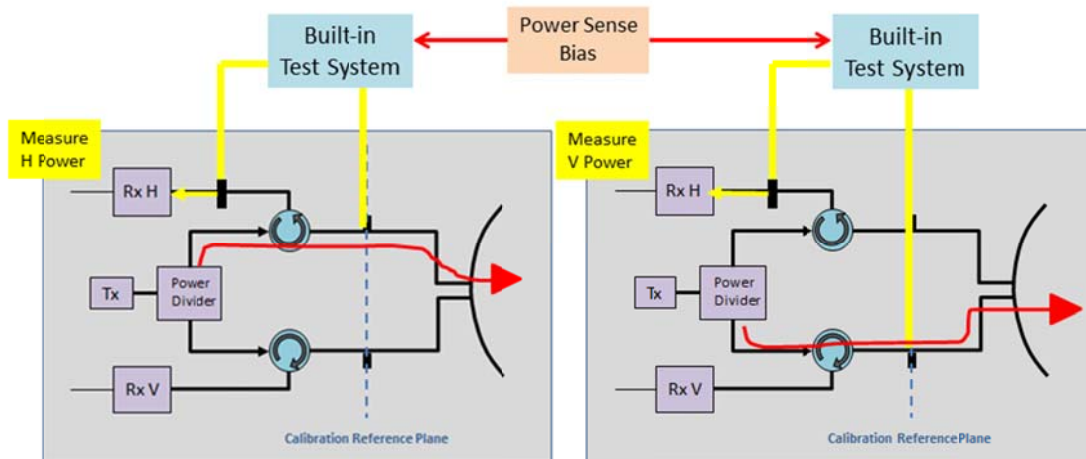 Built-in
Test System
Power Sense
Bias
Built-in
Test System
Measure
H Power
Rx H
Tx
Power
Divider
Rx V
Calibration Reference Plane
Measure
V Power
Rx H
Tx
Power
Divider
Rx V
Calibration ReferencePlane